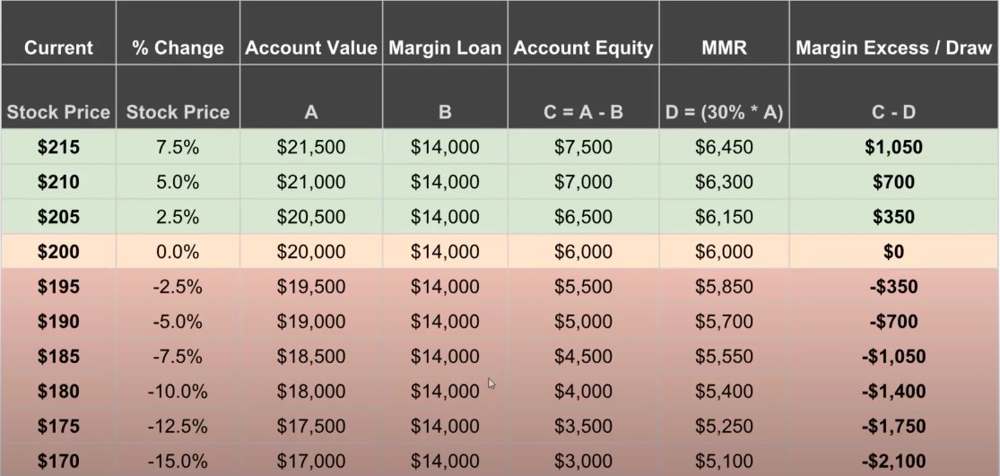 Current % Change Account Value Margin Loan Account Equity MMR Margin Excess / Draw
Stock Price Stock Price A B C = A - B D = (30% * A) C - D
$215 7.5% $21,500 $14,000 $7,500 $6,450 $1,050
$210 5.0% $21,000 $14,000 $7,000 $6,300 $700
$205 2.5% $20,500 $14,000 $6,500 $6,150 $350
$200 0.0% $20,000 $14,000 $6,000 $6,000 $0
$195 -2.5% $19,500 $14,000 $5,500 $5,850 -$350
$190 -5.0% $19,000 $14,000 $5,000 $5,700 -$700
$185 -7.5% $18,500 $14,000 $4,500 $5,550 -$1,050
$180 -10.0% $18,000 $14,000 $4,000 $5,400 -$1,400
$175 -12.5% $17,500 $14,000 $3,500 $5,250 -$1,750
$170 -15.0% $17,000 $14,000 $3,000 $5,100 -$2,100